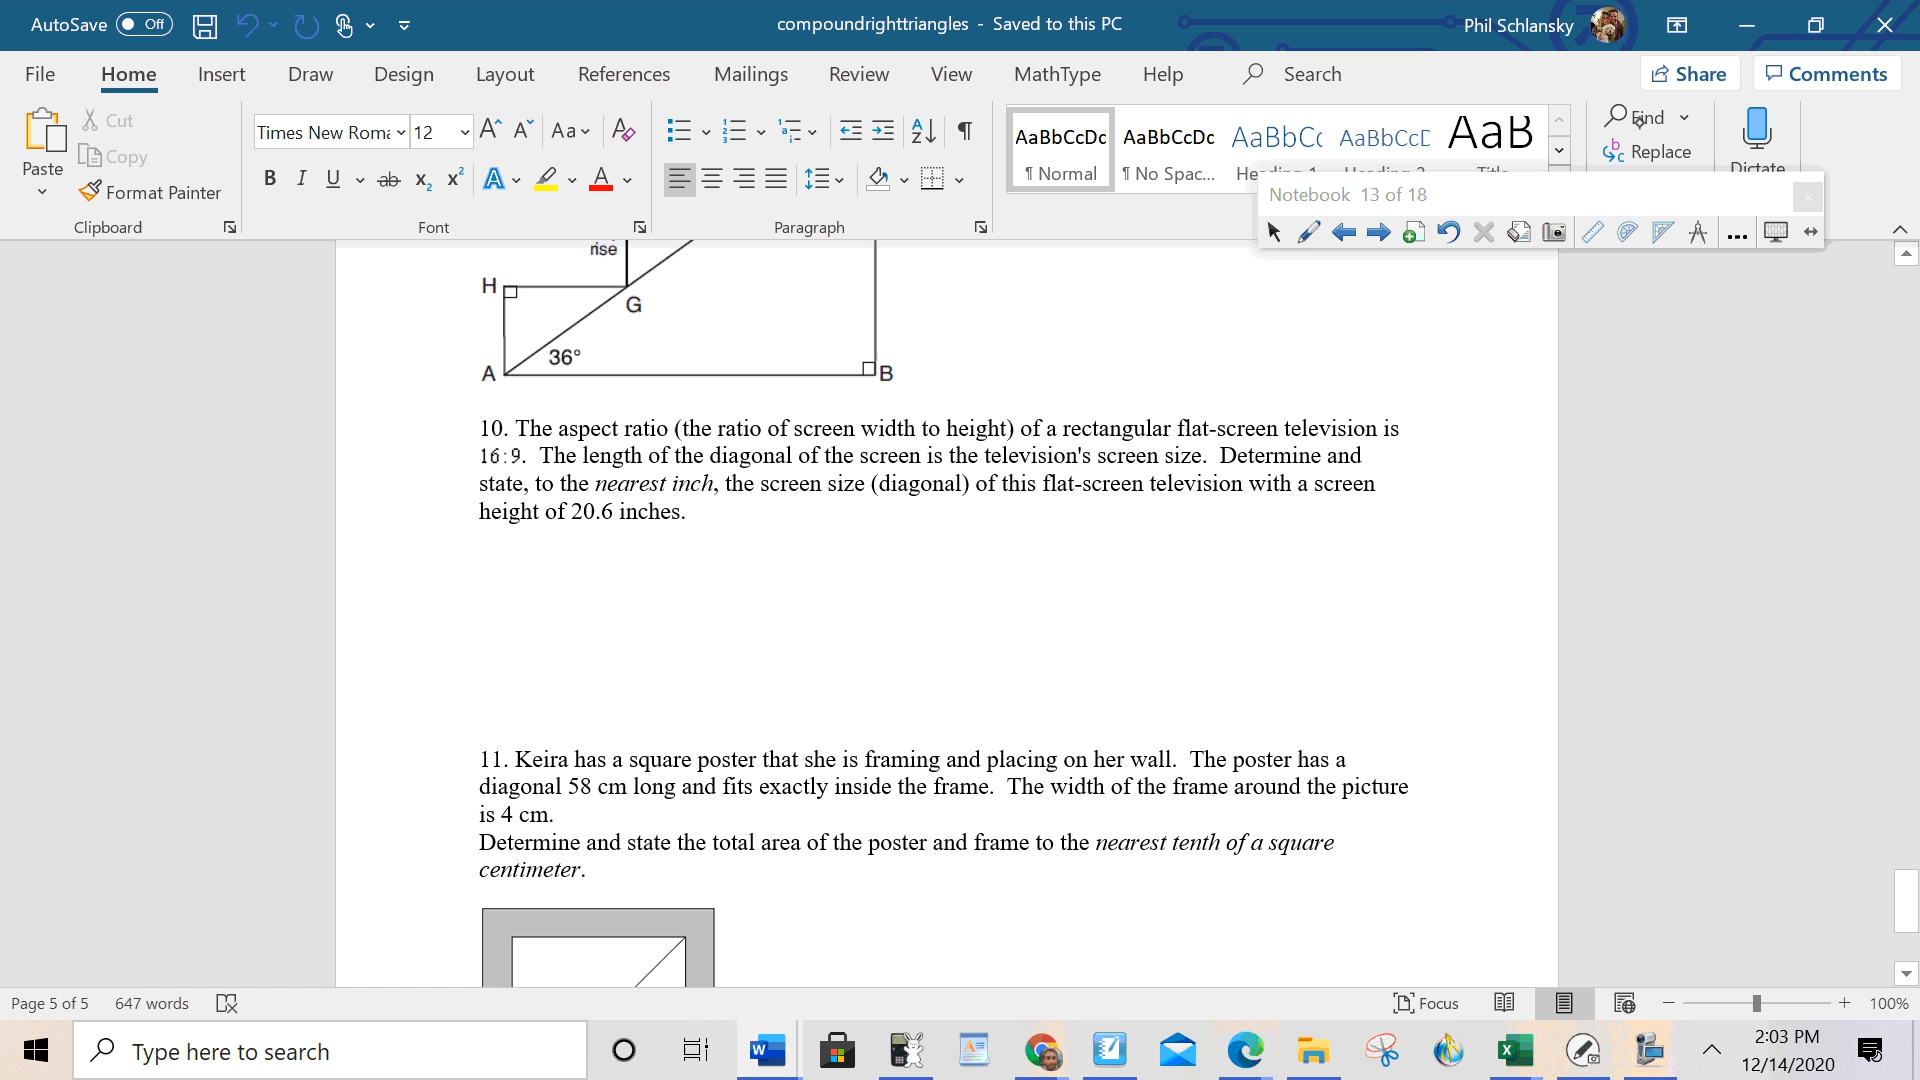 AutoSave Off compoundrighttriangles - Saved to this PC Phil Schlansky
File Home Insert Draw Design Layout References Mailings Review View MathType Help Search Share Comments
Paste Cut Copy Format Painter
Times New Roma 12
AaBbCcDc AaBbCcDc AaBbCc AaBbCcD AaB
¶ Normal ¶ No Spac...
Find
Replace
Dictate
Notebook 13 of 18
Clipboard Font Paragraph
rise
H
G
36°
A
B
10. The aspect ratio (the ratio of screen width to height) of a rectangular flat-screen television is
16:9. The length of the diagonal of the screen is the television's screen size. Determine and
state, to the nearest inch, the screen size (diagonal) of this flat-screen television with a screen
height of 20.6 inches.
11. Keira has a square poster that she is framing and placing on her wall. The poster has a
diagonal 58 cm long and fits exactly inside the frame. The width of the frame around the picture
is 4 cm.
Determine and state the total area of the poster and frame to the nearest tenth of a square
centimeter.
Page 5 of 5 647 words Focus 100%
Type here to search
2:03 PM
12/14/2020